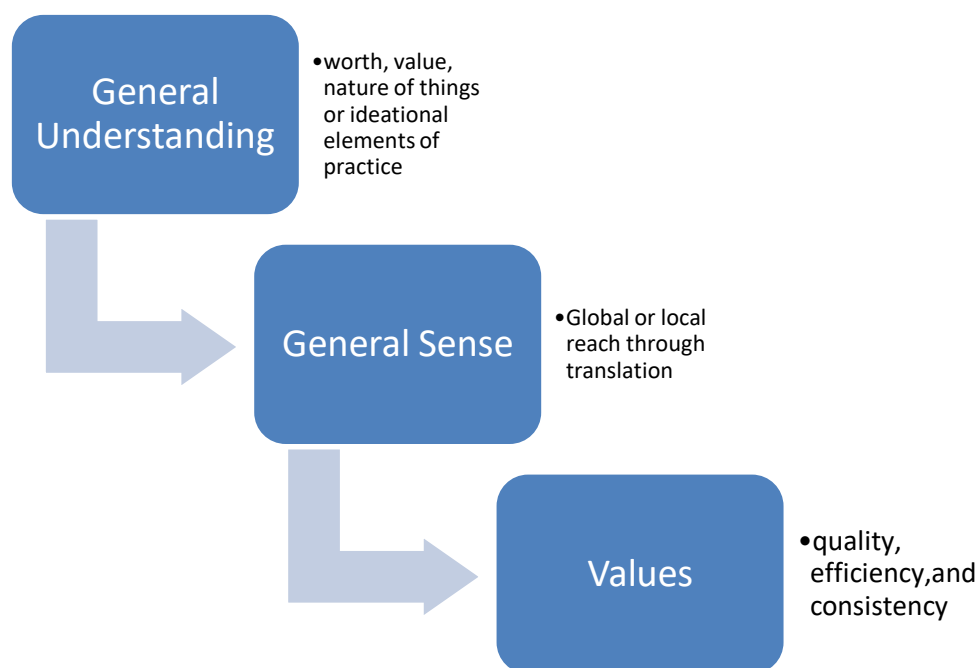 General
Understanding
•worth, value,
nature of things
or ideational
elements of
practice
General Sense
•Global or local
reach through
translation
Values
•quality,
efficiency,and
consistency